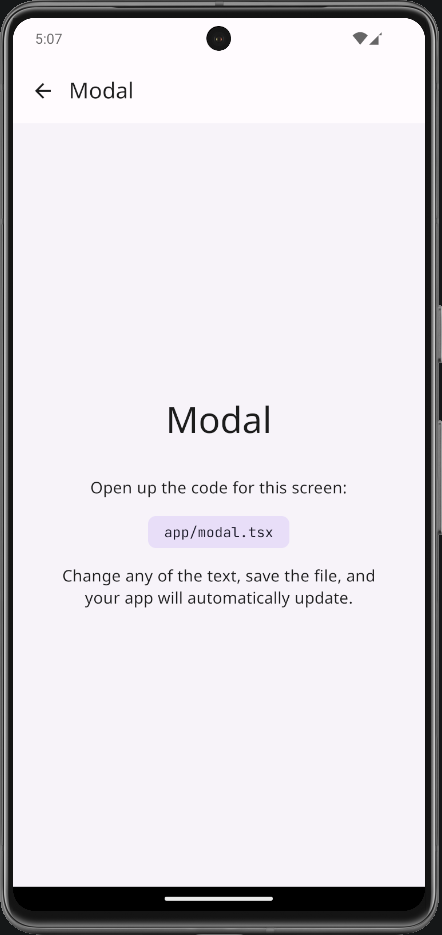 5:07
Modal
Modal
Open up the code for this screen:
app/modal.tsx
Change any of the text, save the file, and
your app will automatically update.